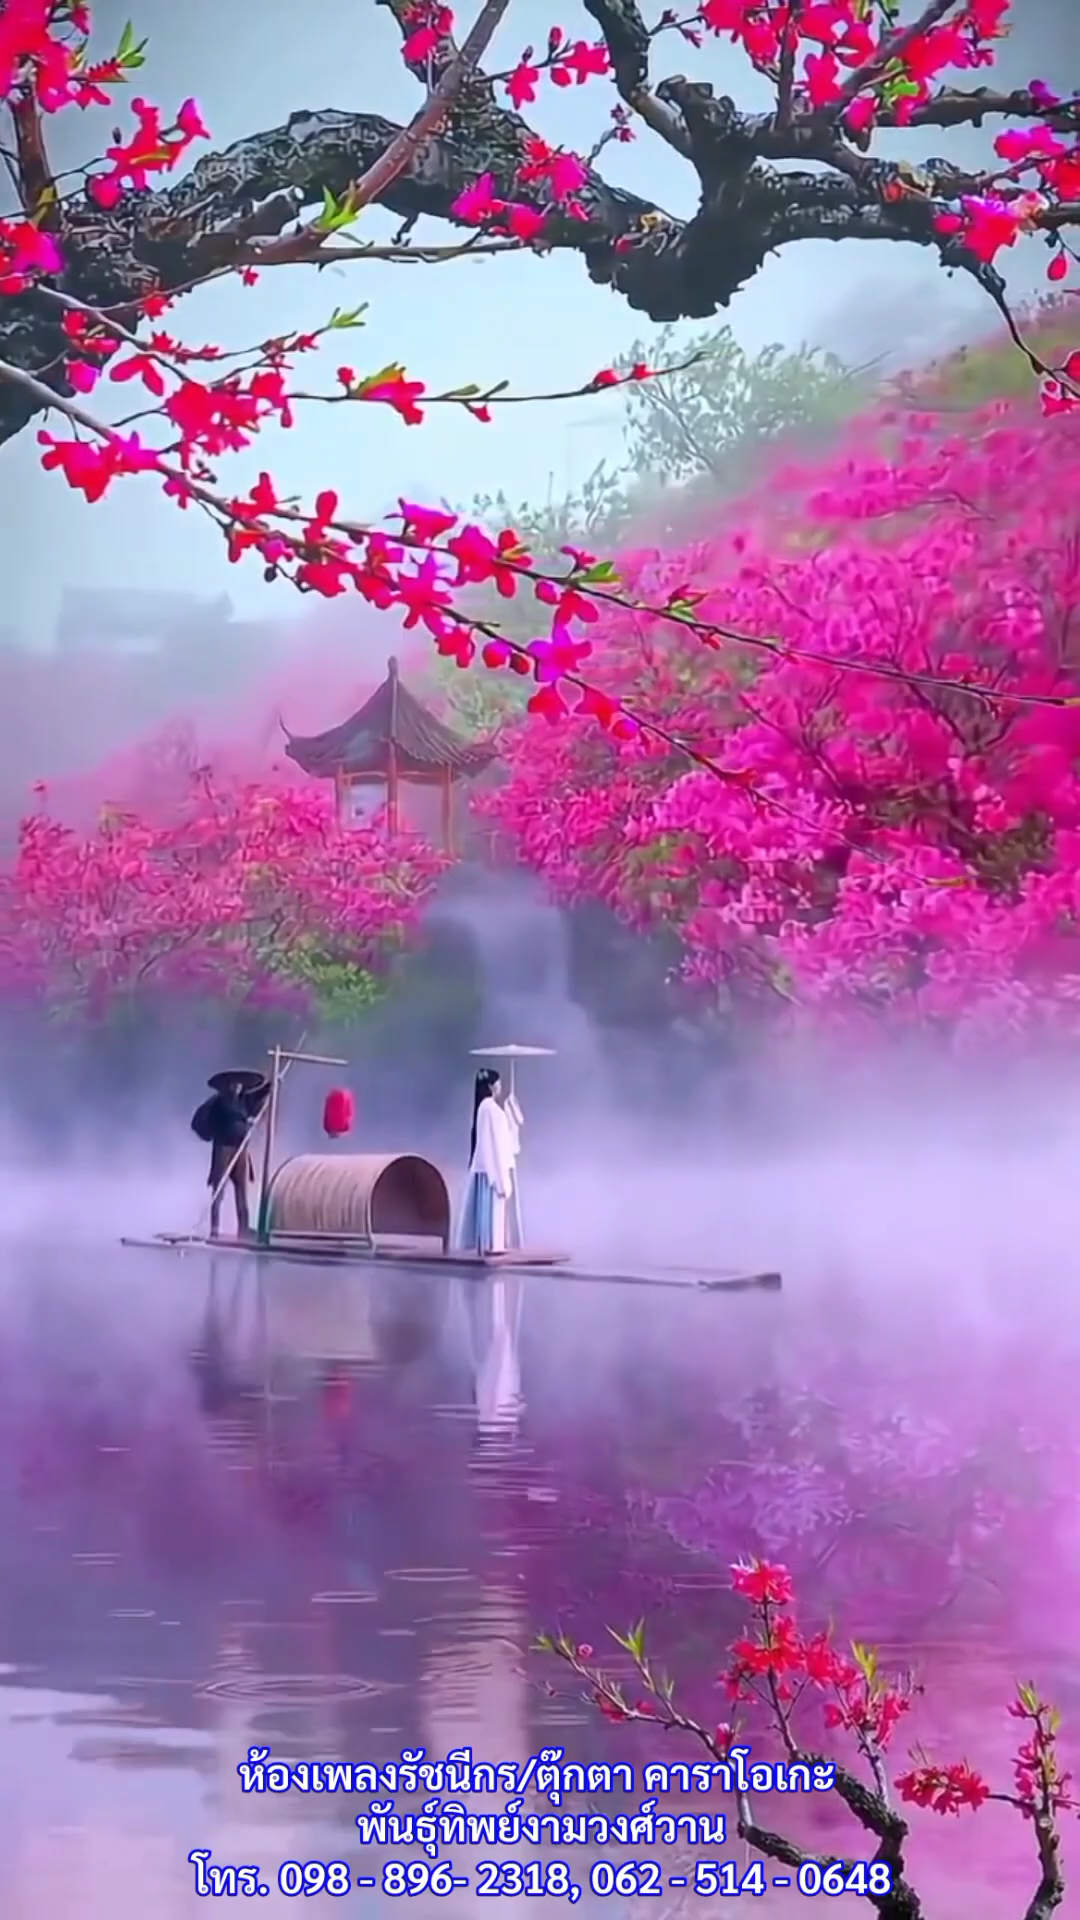 ห้องเพลงรัชนีกร/ตุ๊กตา คาราโอเกะ
พันธุ์ทิพย์งามวงศ์วาน
โทร. 098 - 896- 2318, 062 - 514 - 0648